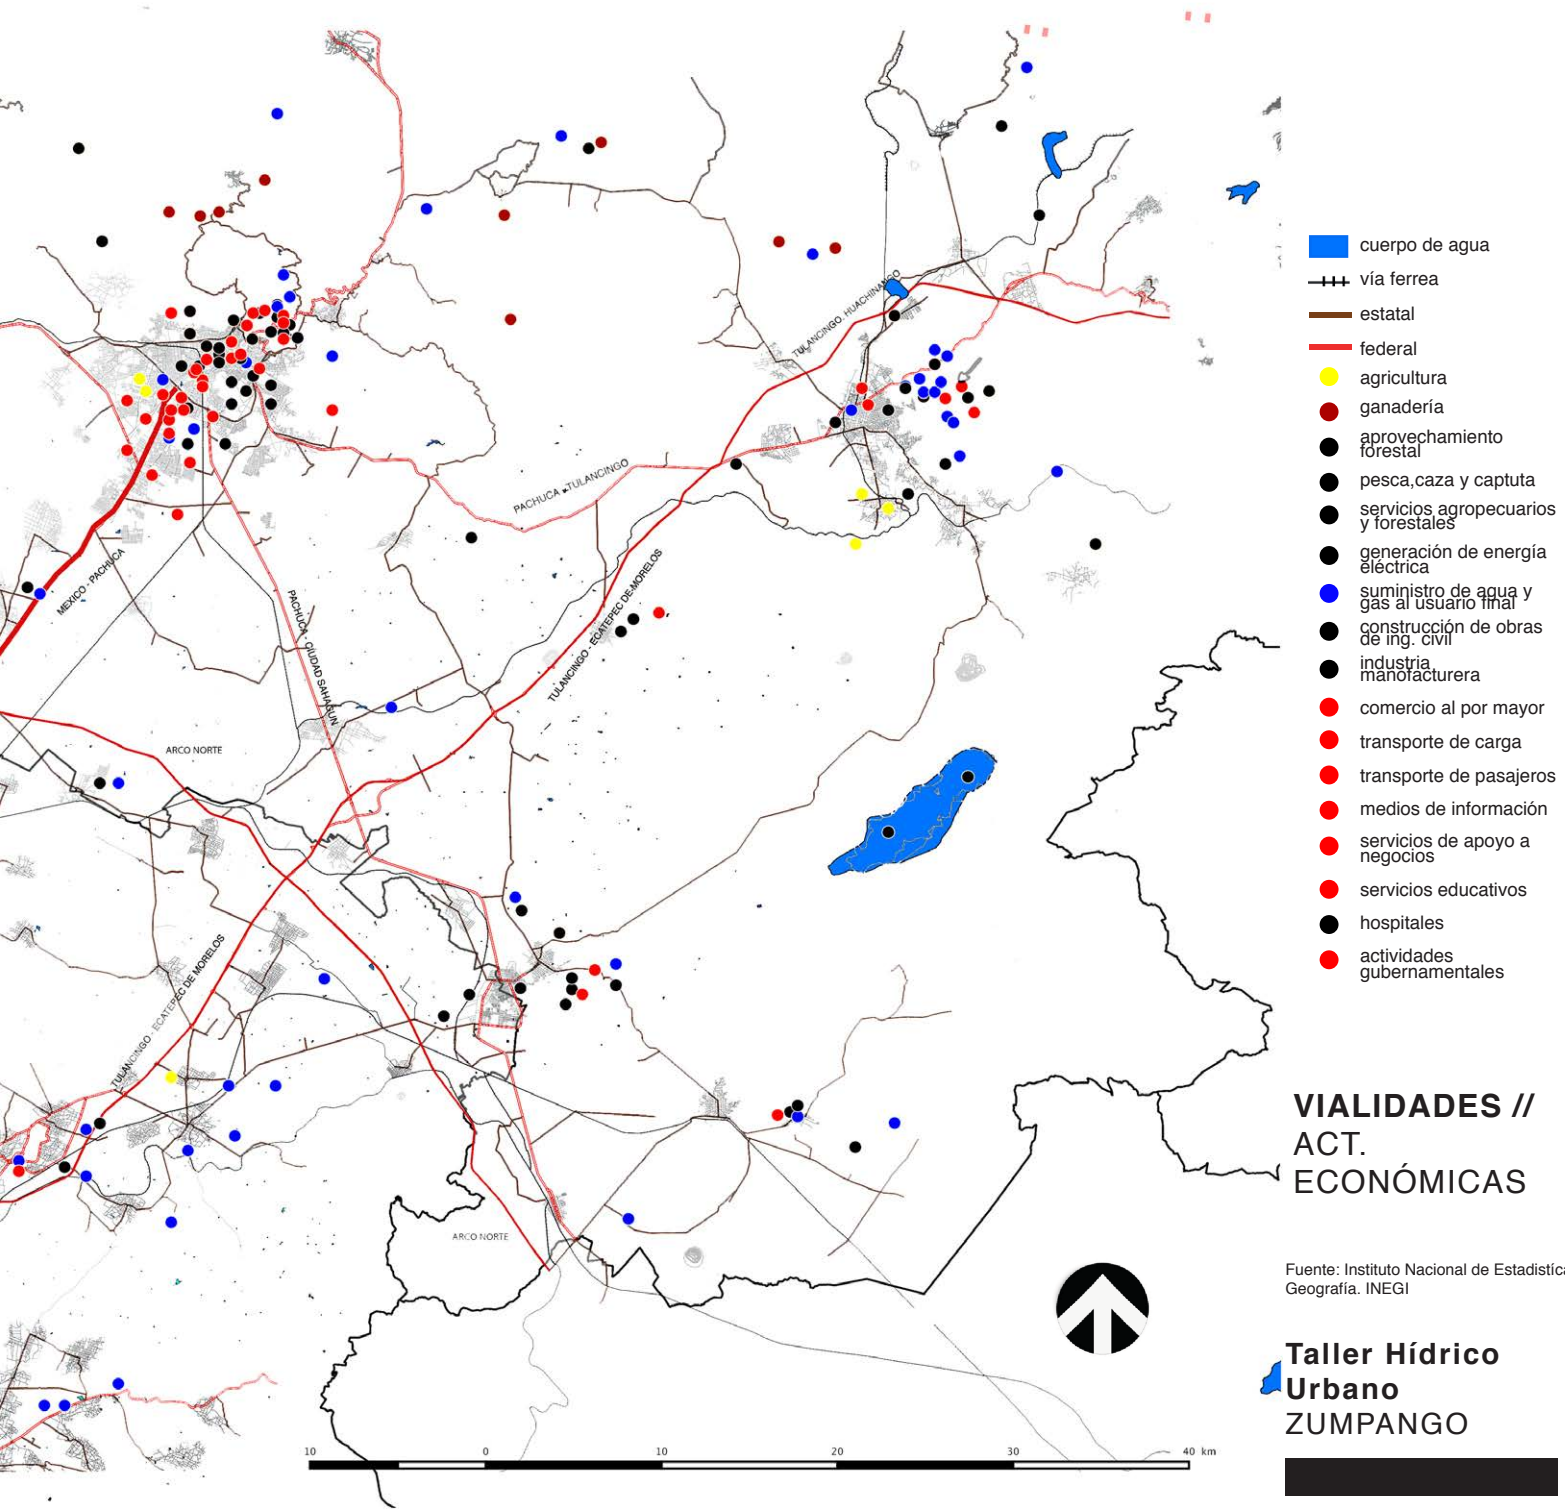 TULANCINGO. HUACHINANGO
PACHUCA - TULANCINGO
MEXICO - PACHUCA
PACHUCA - CIUDAD SAHAGUN
TULANCINGO - ECATEPEC DE MORELOS
ARCO NORTE
TULANCINGO - ECATEPEC DE MORELOS
ARCO NORTE
10 0 10 20 30 40 km
cuerpo de agua
vía ferrea
estatal
federal
agricultura
ganadería
aprovechamiento
forestal
pesca,caza y captuta
servicios agropecuarios
y forestales
generación de energía
eléctrica
suministro de agua y
gas al usuario final
construcción de obras
de ing. civil
industria
manufacturera
comercio al por mayor
transporte de carga
transporte de pasajeros
medios de información
servicios de apoyo a
negocios
servicios educativos
hospitales
actividades
gubernamentales
VIALIDADES //
ACT.
ECONÓMICAS
Fuente: Instituto Nacional de Estadistíc
Geografía. INEGI
Taller Hídrico
Urbano
ZUMPANGO